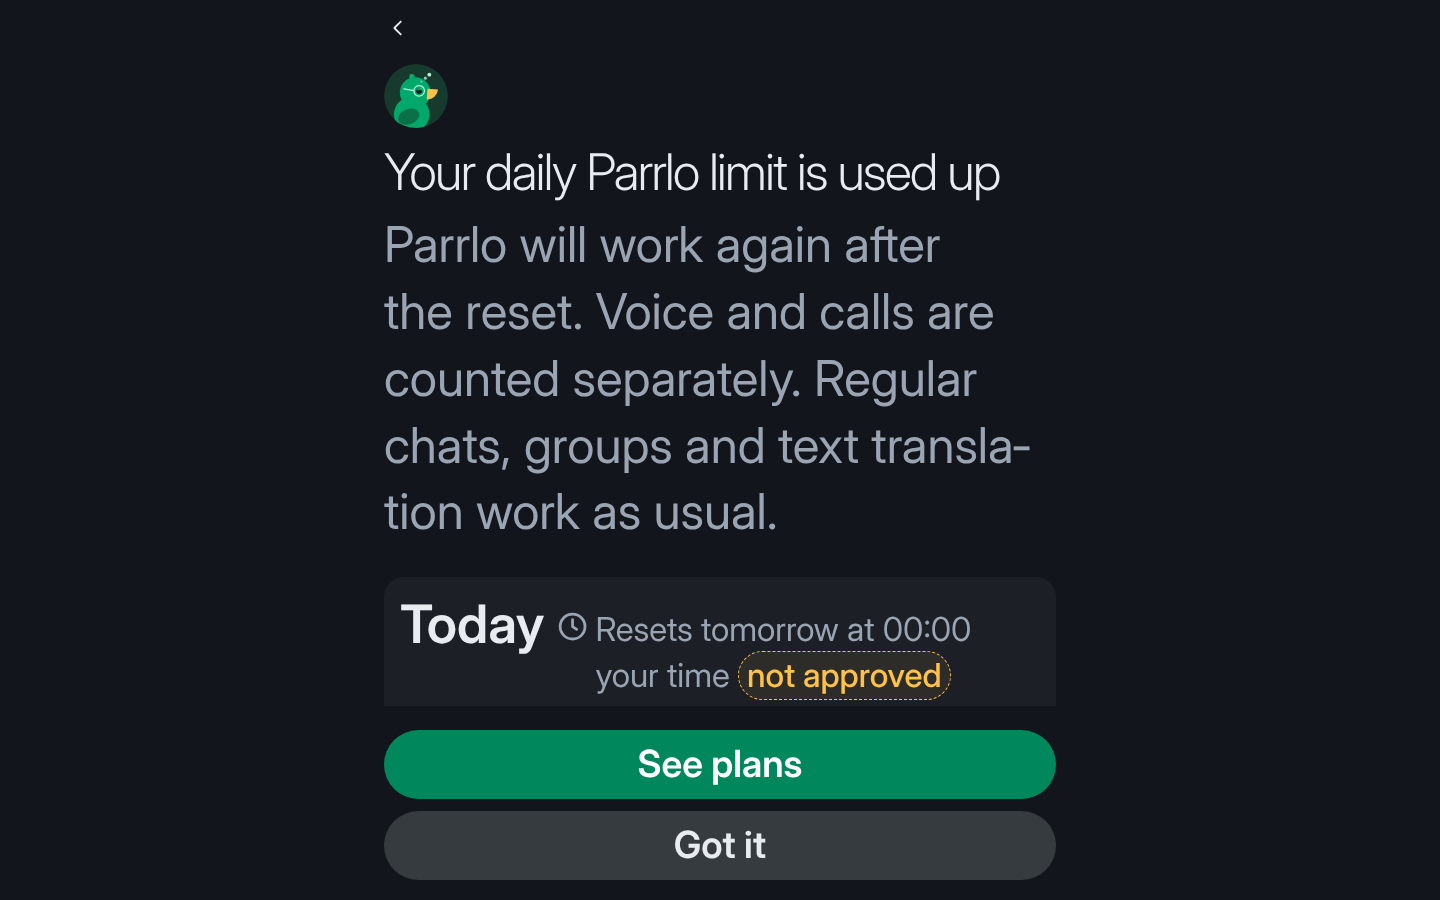 Your daily Parrlo limit is used up
Parrlo will work again after
the reset. Voice and calls are
counted separately. Regular
chats, groups and text transla-
tion work as usual.
Today Resets tomorrow at 00:00
your time not approved
See plans
Got it